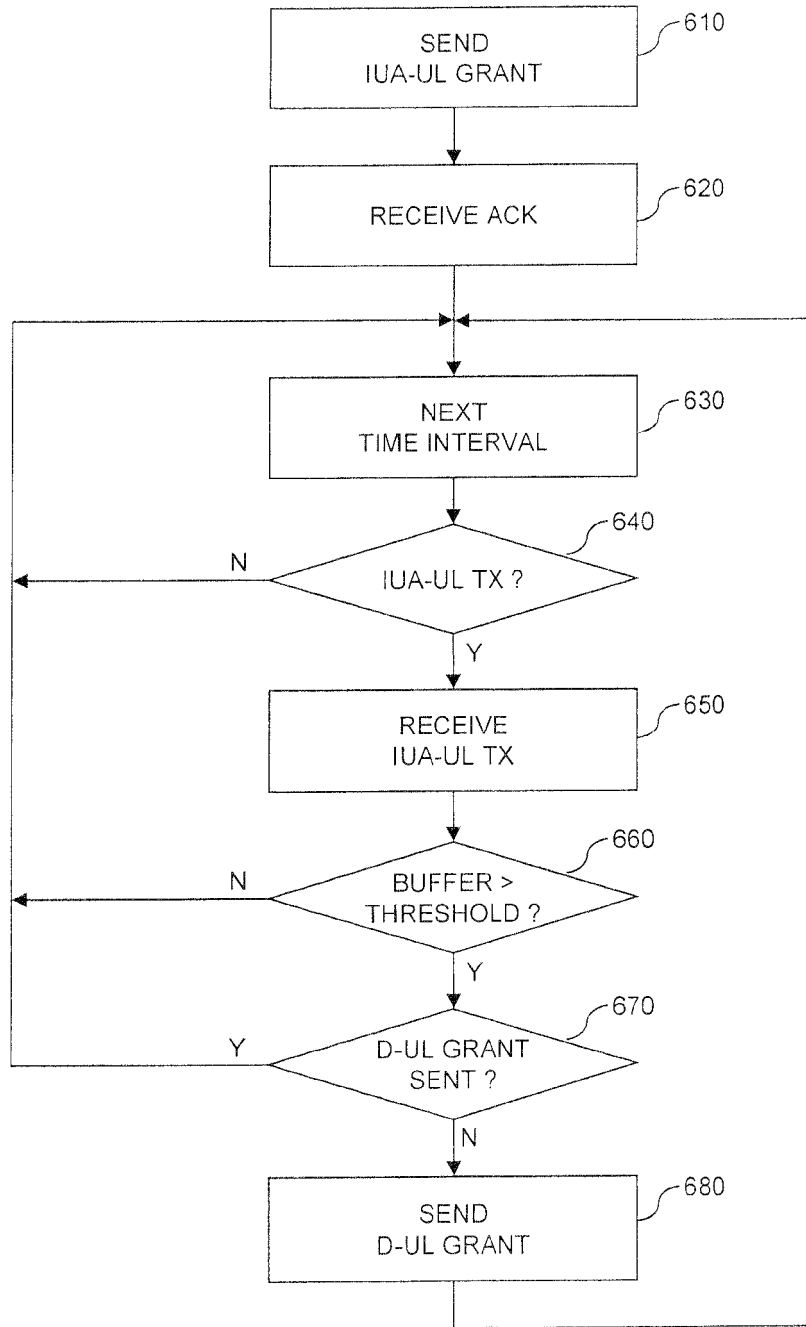 SEND
IUA-UL GRANT
610
RECEIVE ACK
620
NEXT
TIME INTERVAL
630
640
N
IUA-UL TX ?
Y
RECEIVE
IUA-UL TX
650
660
N
BUFFER >
THRESHOLD ?
Y
670
Y
D-UL GRANT
SENT ?
N
SEND
D-UL GRANT
680